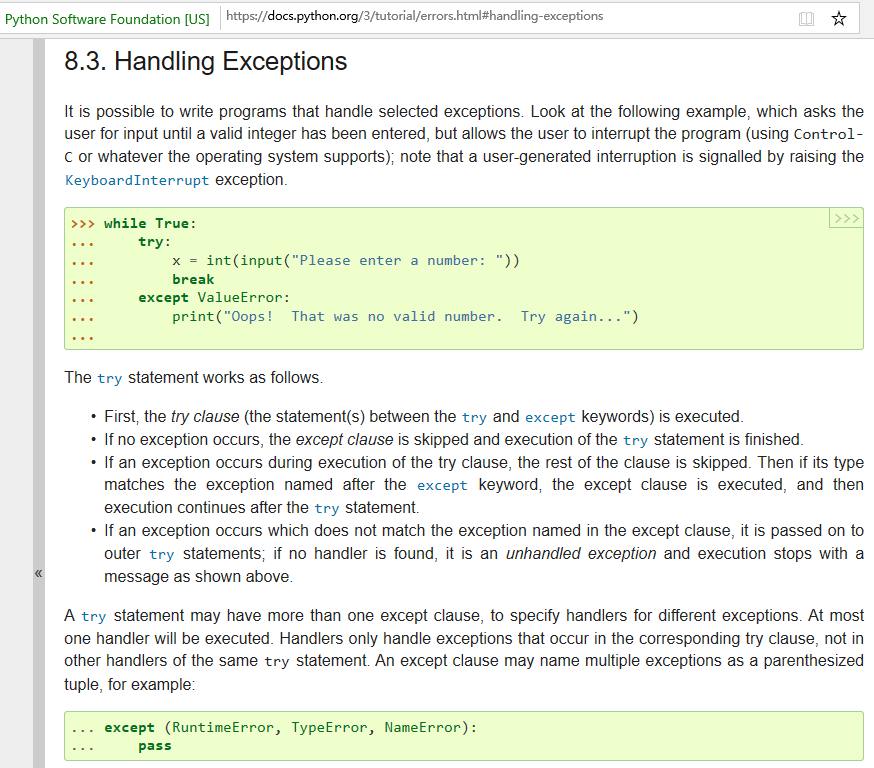 Python Software Foundation [US] https://docs.python.org/3/tutorial/errors.html#handling-exceptions
8.3. Handling Exceptions
It is possible to write programs that handle selected exceptions. Look at the following example, which asks the
user for input until a valid integer has been entered, but allows the user to interrupt the program (using Control-
C or whatever the operating system supports); note that a user-generated interruption is signalled by raising the
KeyboardInterrupt exception.
>>>
>>> while True:
...     try:
...         x = int(input("Please enter a number: "))
...         break
...     except ValueError:
...         print("Oops!  That was no valid number.  Try again...")
...
The try statement works as follows.
• First, the try clause (the statement(s) between the try and except keywords) is executed.
• If no exception occurs, the except clause is skipped and execution of the try statement is finished.
• If an exception occurs during execution of the try clause, the rest of the clause is skipped. Then if its type
matches the exception named after the except keyword, the except clause is executed, and then
execution continues after the try statement.
• If an exception occurs which does not match the exception named in the except clause, it is passed on to
outer try statements; if no handler is found, it is an unhandled exception and execution stops with a
message as shown above.
«
A try statement may have more than one except clause, to specify handlers for different exceptions. At most
one handler will be executed. Handlers only handle exceptions that occur in the corresponding try clause, not in
other handlers of the same try statement. An except clause may name multiple exceptions as a parenthesized
tuple, for example:
... except (RuntimeError, TypeError, NameError):
...     pass